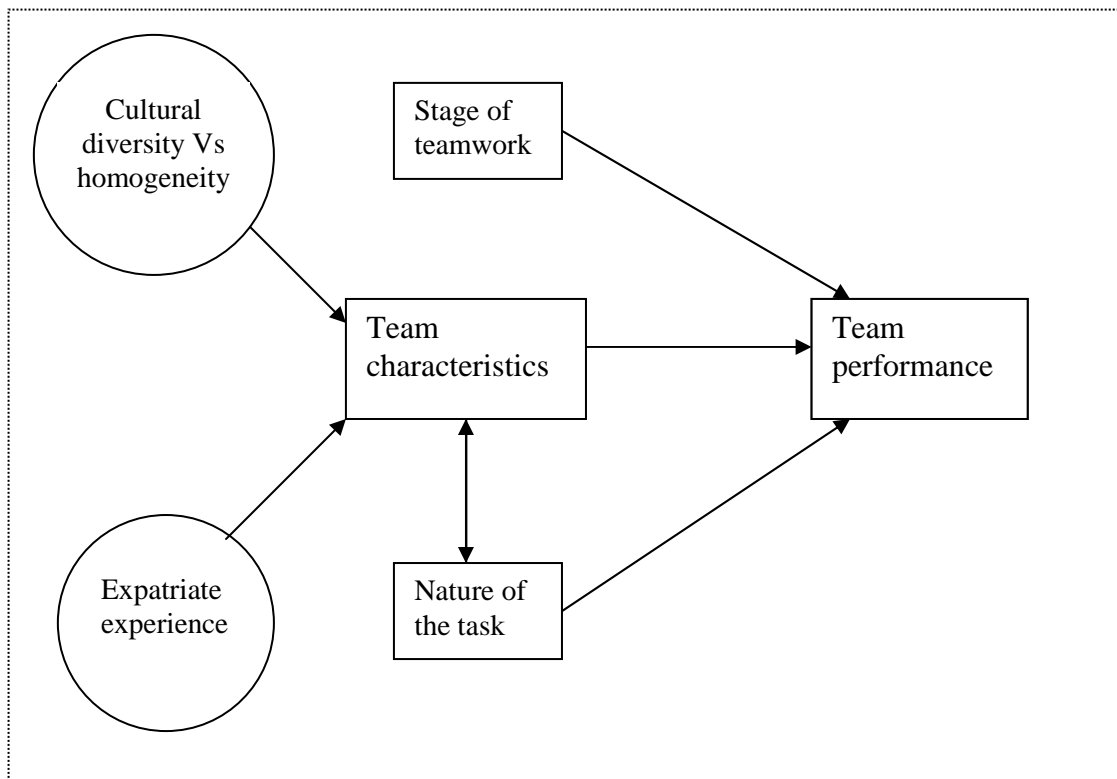 Cultural
diversity Vs
homogeneity
Stage of
teamwork
Team
characteristics
Team
performance
Expatriate
experience
Nature of
the task